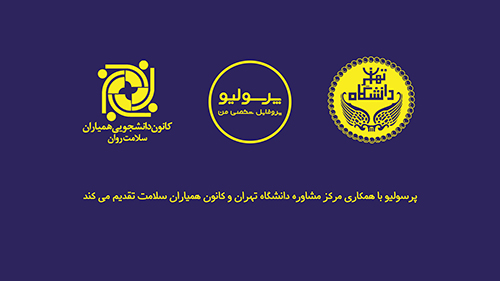 دانشگاه تهران
پرسولیو
پروفایل شخصی من
کانون دانشجویی همیاران
سلامت روان
پرسولیو با همکاری مرکز مشاوره دانشگاه تهران و کانون همیاران سلامت تقدیم می کند